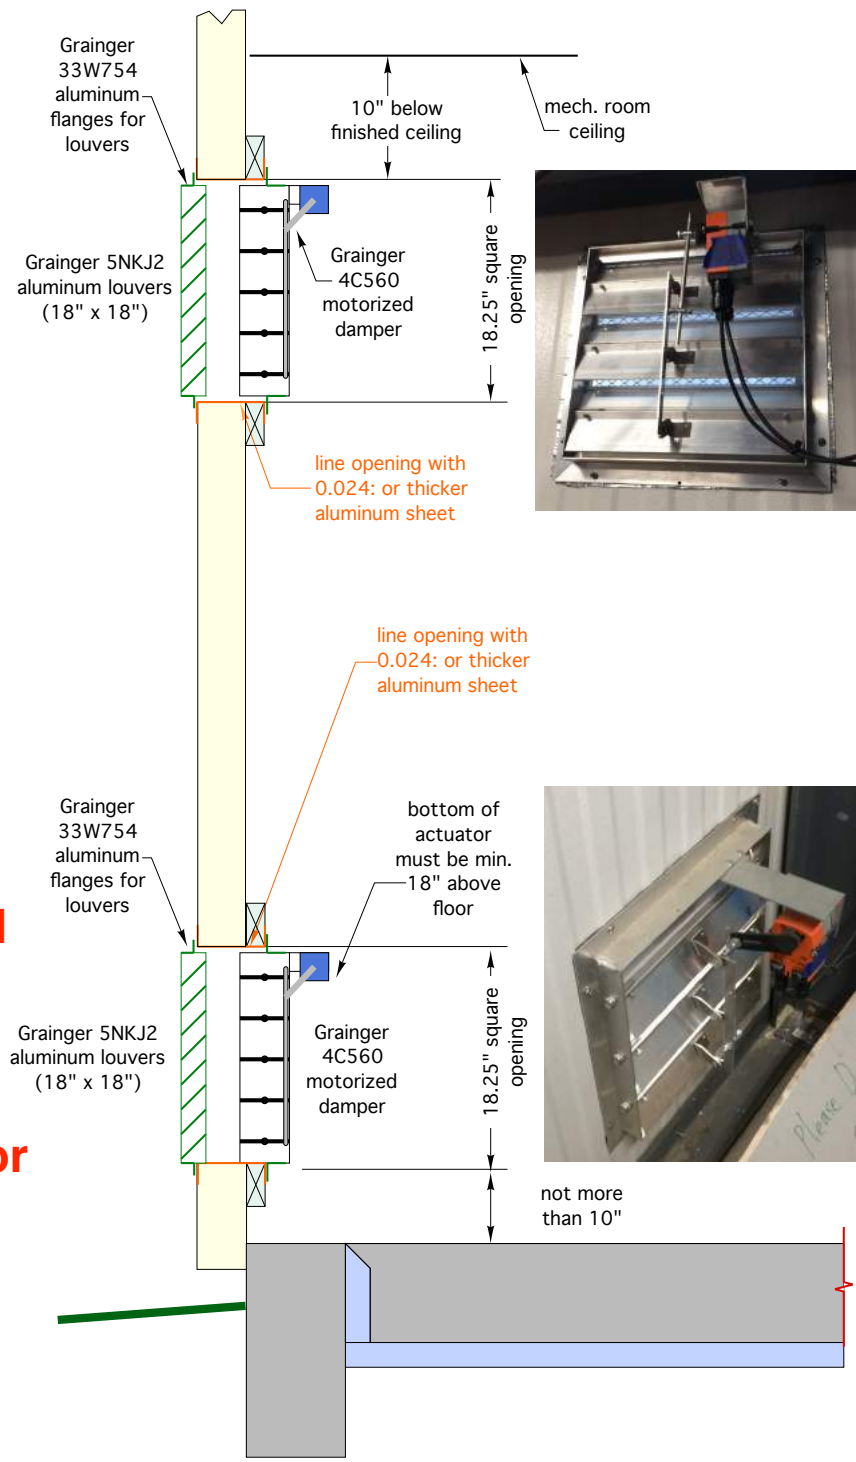 Grainger
33W754
aluminum
flanges for
louvers
10" below
finished ceiling
mech. room
ceiling
Grainger 5NKJ2
aluminum louvers
(18" x 18")
Grainger
4C560
motorized
damper
18.25" square
opening
line opening with
0.024: or thicker
aluminum sheet
line opening with
0.024: or thicker
aluminum sheet
Grainger
33W754
aluminum
flanges for
louvers
bottom of
actuator
must be min.
18" above
floor
Grainger 5NKJ2
aluminum louvers
(18" x 18")
Grainger
4C560
motorized
damper
18.25" square
opening
Please
or
not more
than 10"